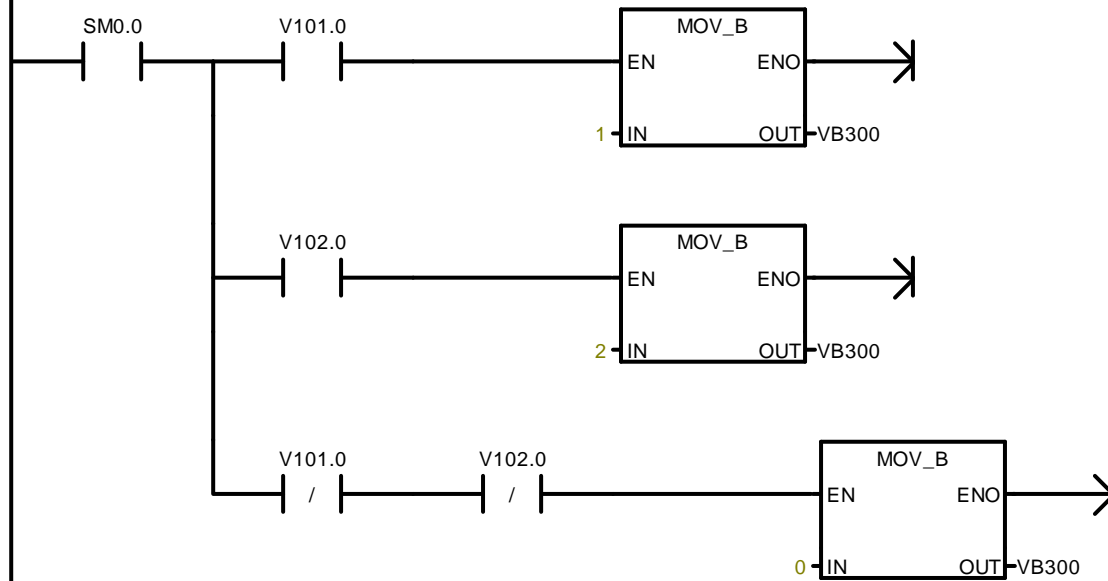 SM0.0
V101.0
MOV_B
EN
ENO
1
IN
OUT
VB300
V102.0
MOV_B
EN
ENO
2
IN
OUT
VB300
V101.0
/
V102.0
/
MOV_B
EN
ENO
0
IN
OUT
VB300